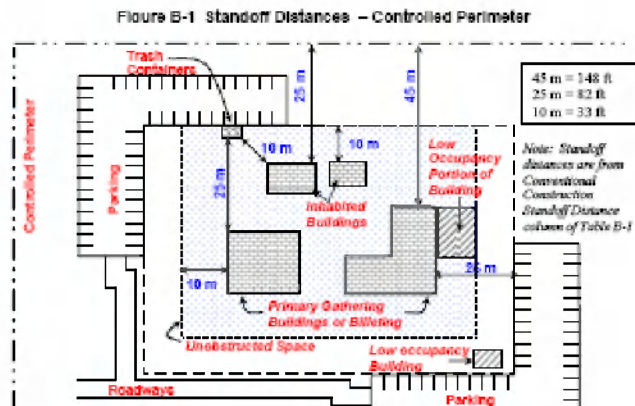 Figure B-1 Standoff Distances – Controlled Perimeter
Trash
Containers
25 m
45 m
45 m = 148 ft
25 m = 82 ft
10 m = 33 ft
Controlled Perimeter
Parking
10 m
10 m
Low
Occupancy
Portion of
Building
Note: Standoff
distances are from
Conventional
Construction
Standoff Distance
column of Table B-1
25 m
Inhabited
Buildings
10 m
25 m
Primary Gathering
Buildings or Billeting
Unobstructed Space
Low occupancy
Building
Roadways
Parking